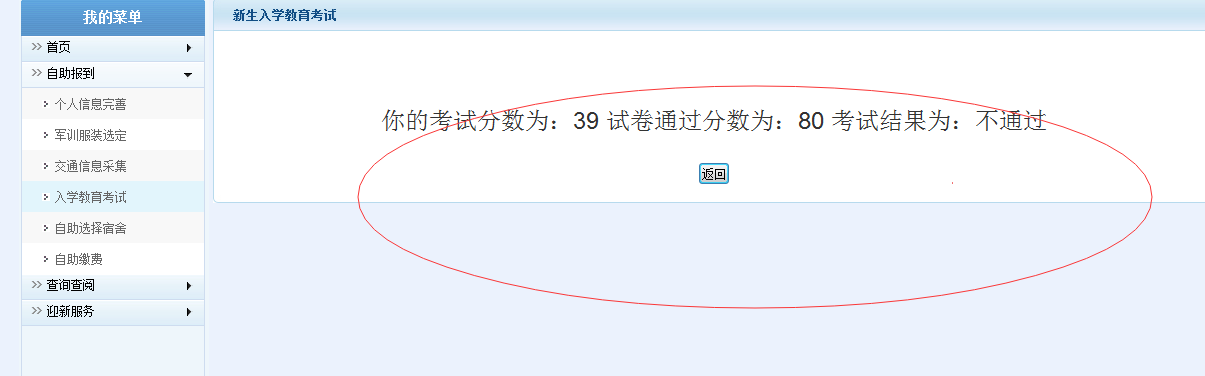 我的菜单
首页
自助报到
个人信息完善
军训服装选定
交通信息采集
入学教育考试
自助选择宿舍
自助缴费
查询查阅
迎新服务
新生入学教育考试
你的考试分数为：39 试卷通过分数为：80 考试结果为：不通过
返回